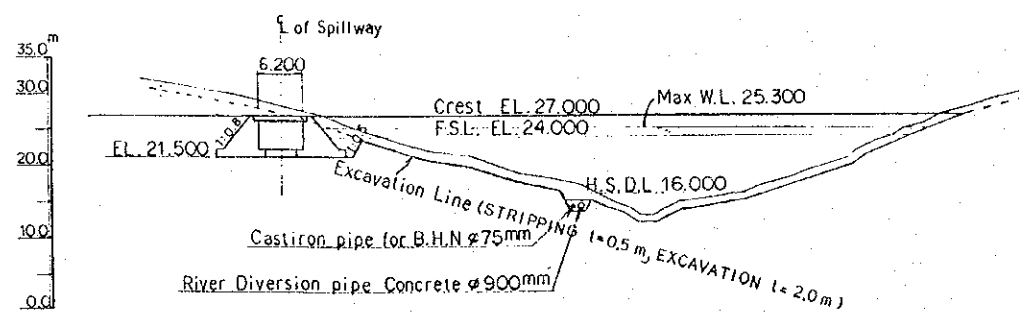 ℄ of Spillway
35.0 m
6.200
30.0
Max W.L. 25.300
Crest EL. 27.000
F.S.L. EL. 24.000
1:0.8
EL. 21.500
20.0
H.S.D.L. 16.000
Excavation Line (STRIPPING t=0.5 m, EXCAVATION t= 2.0 m)
10.0
Castiron pipe for B.H.N ø75mm
River Diversion pipe Concrete ø900mm
0.0